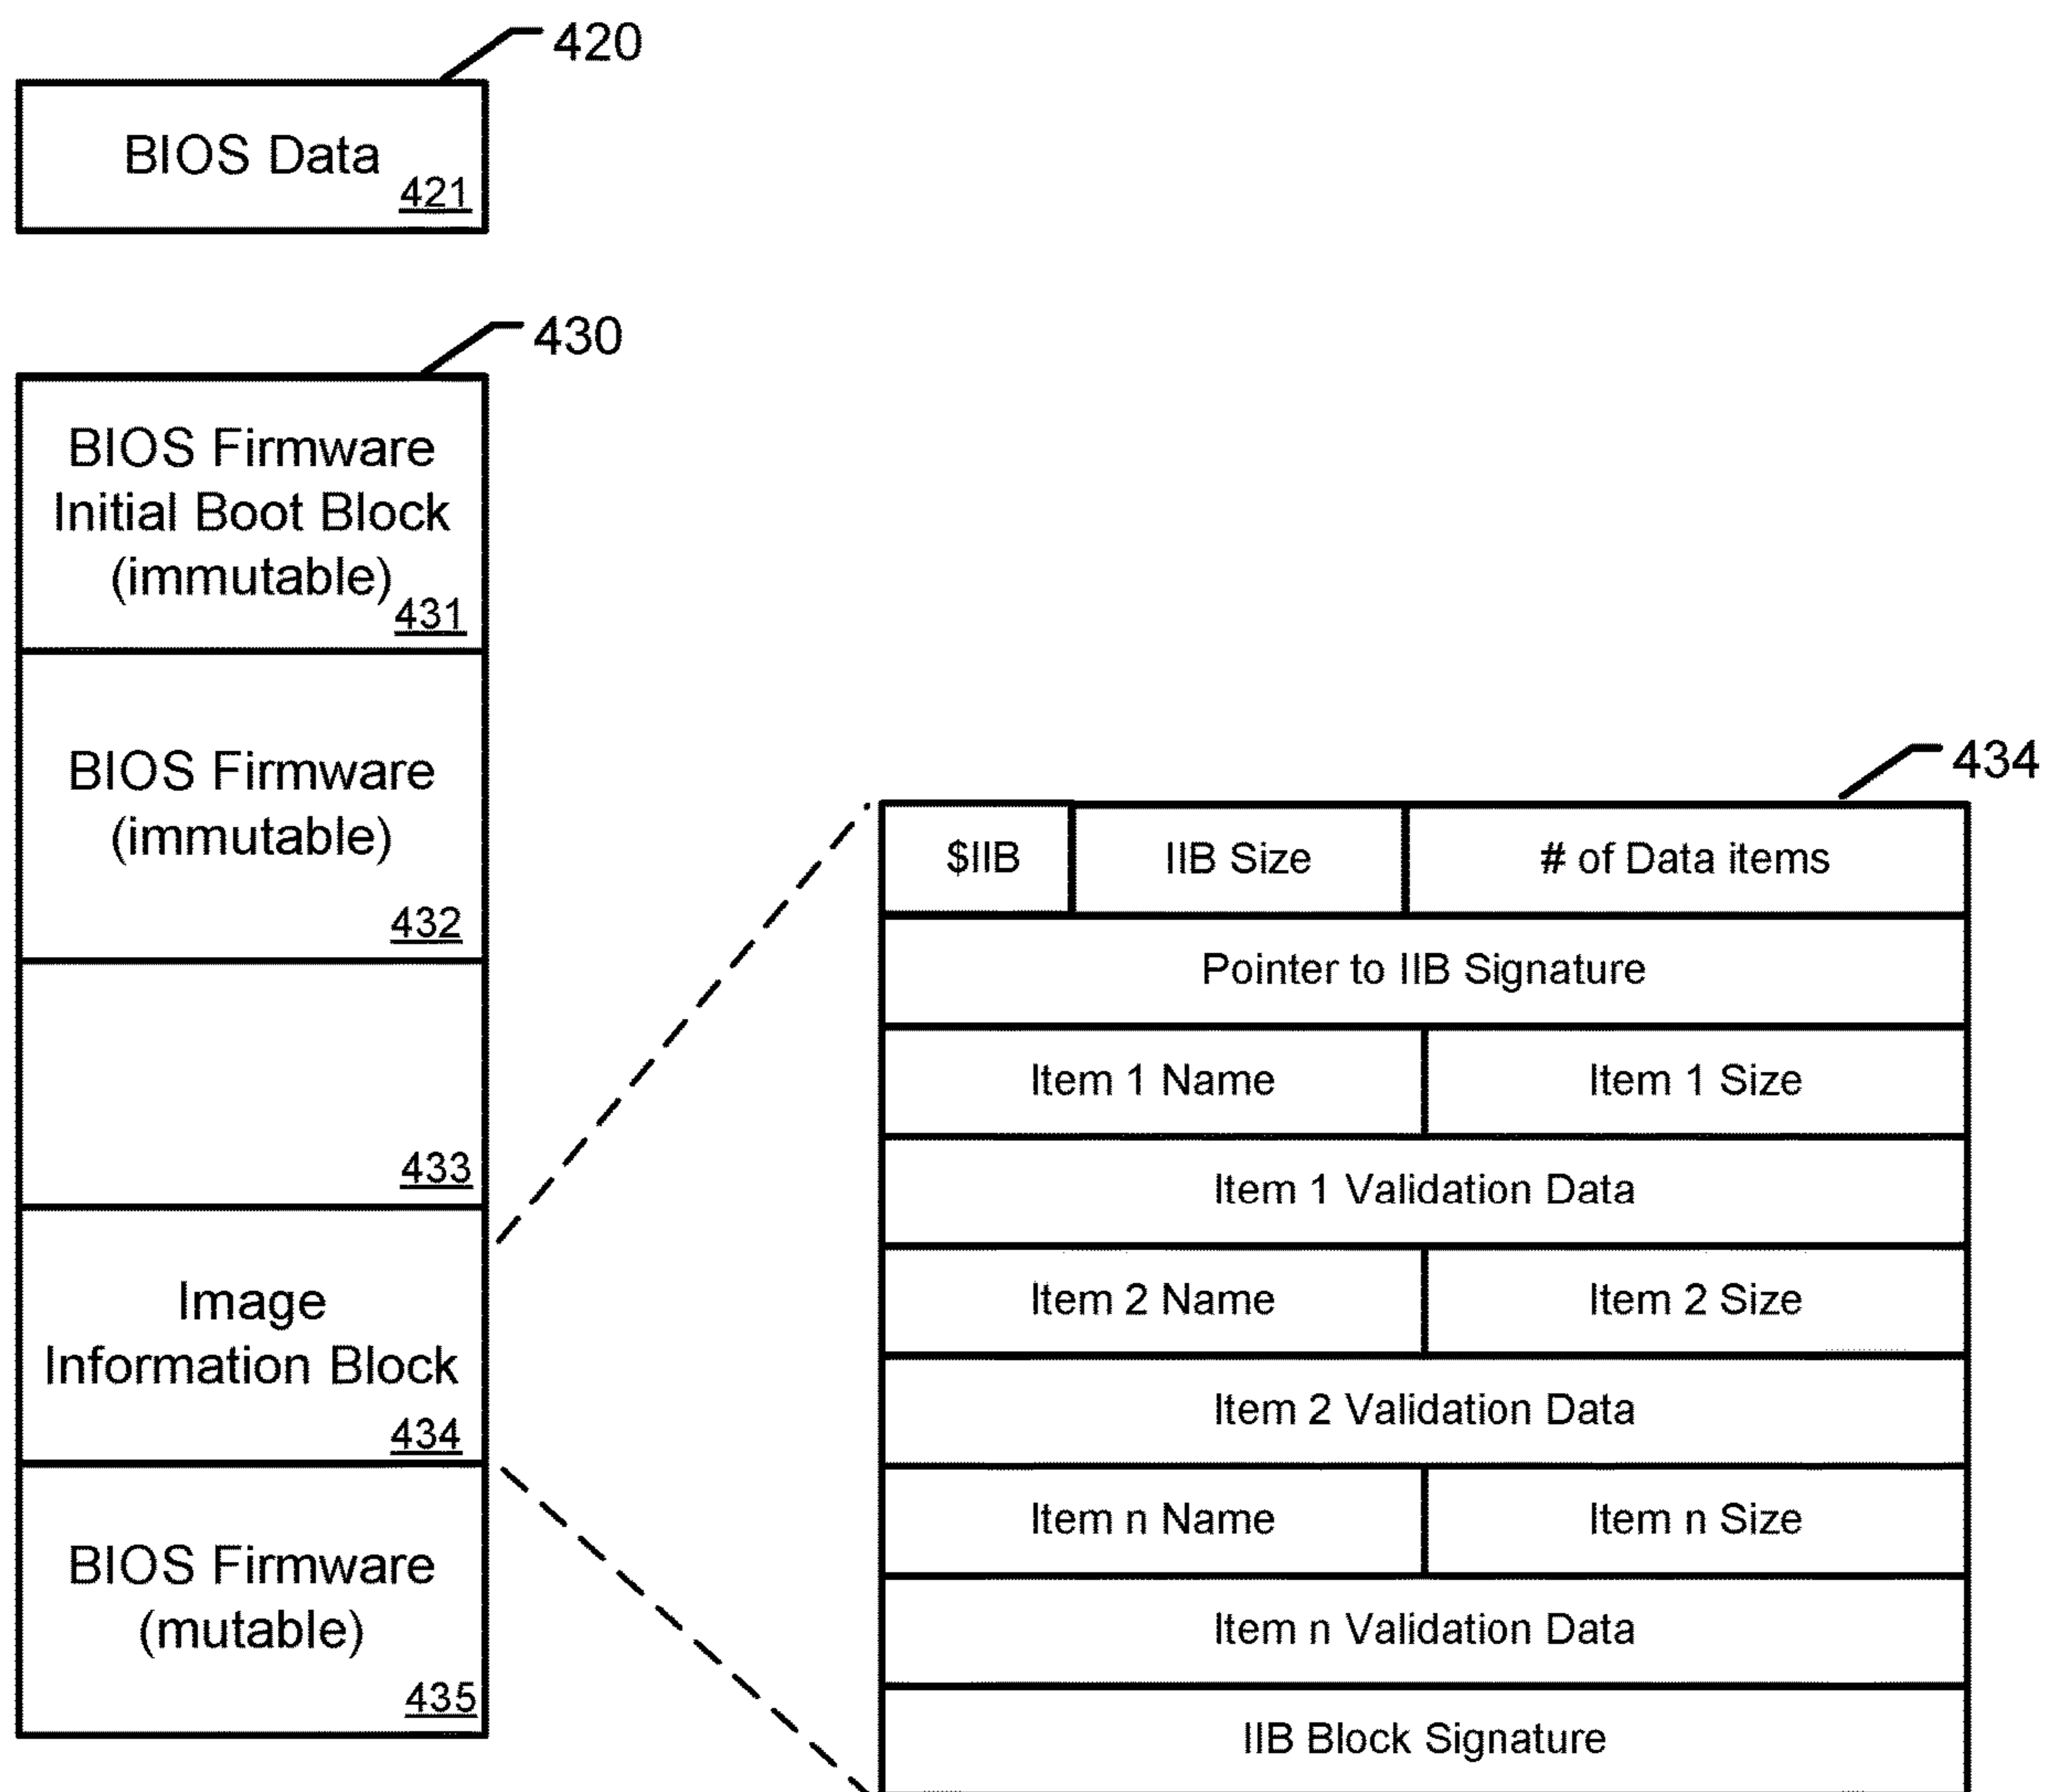 420
BIOS Data
421
430
BIOS Firmware
Initial Boot Block
(immutable)
431
BIOS Firmware
(immutable)
432
433
Image
Information Block
434
BIOS Firmware
(mutable)
435
434
$IIB IIB Size # of Data items
Pointer to IIB Signature
Item 1 Name Item 1 Size
Item 1 Validation Data
Item 2 Name Item 2 Size
Item 2 Validation Data
Item n Name Item n Size
Item n Validation Data
IIB Block Signature